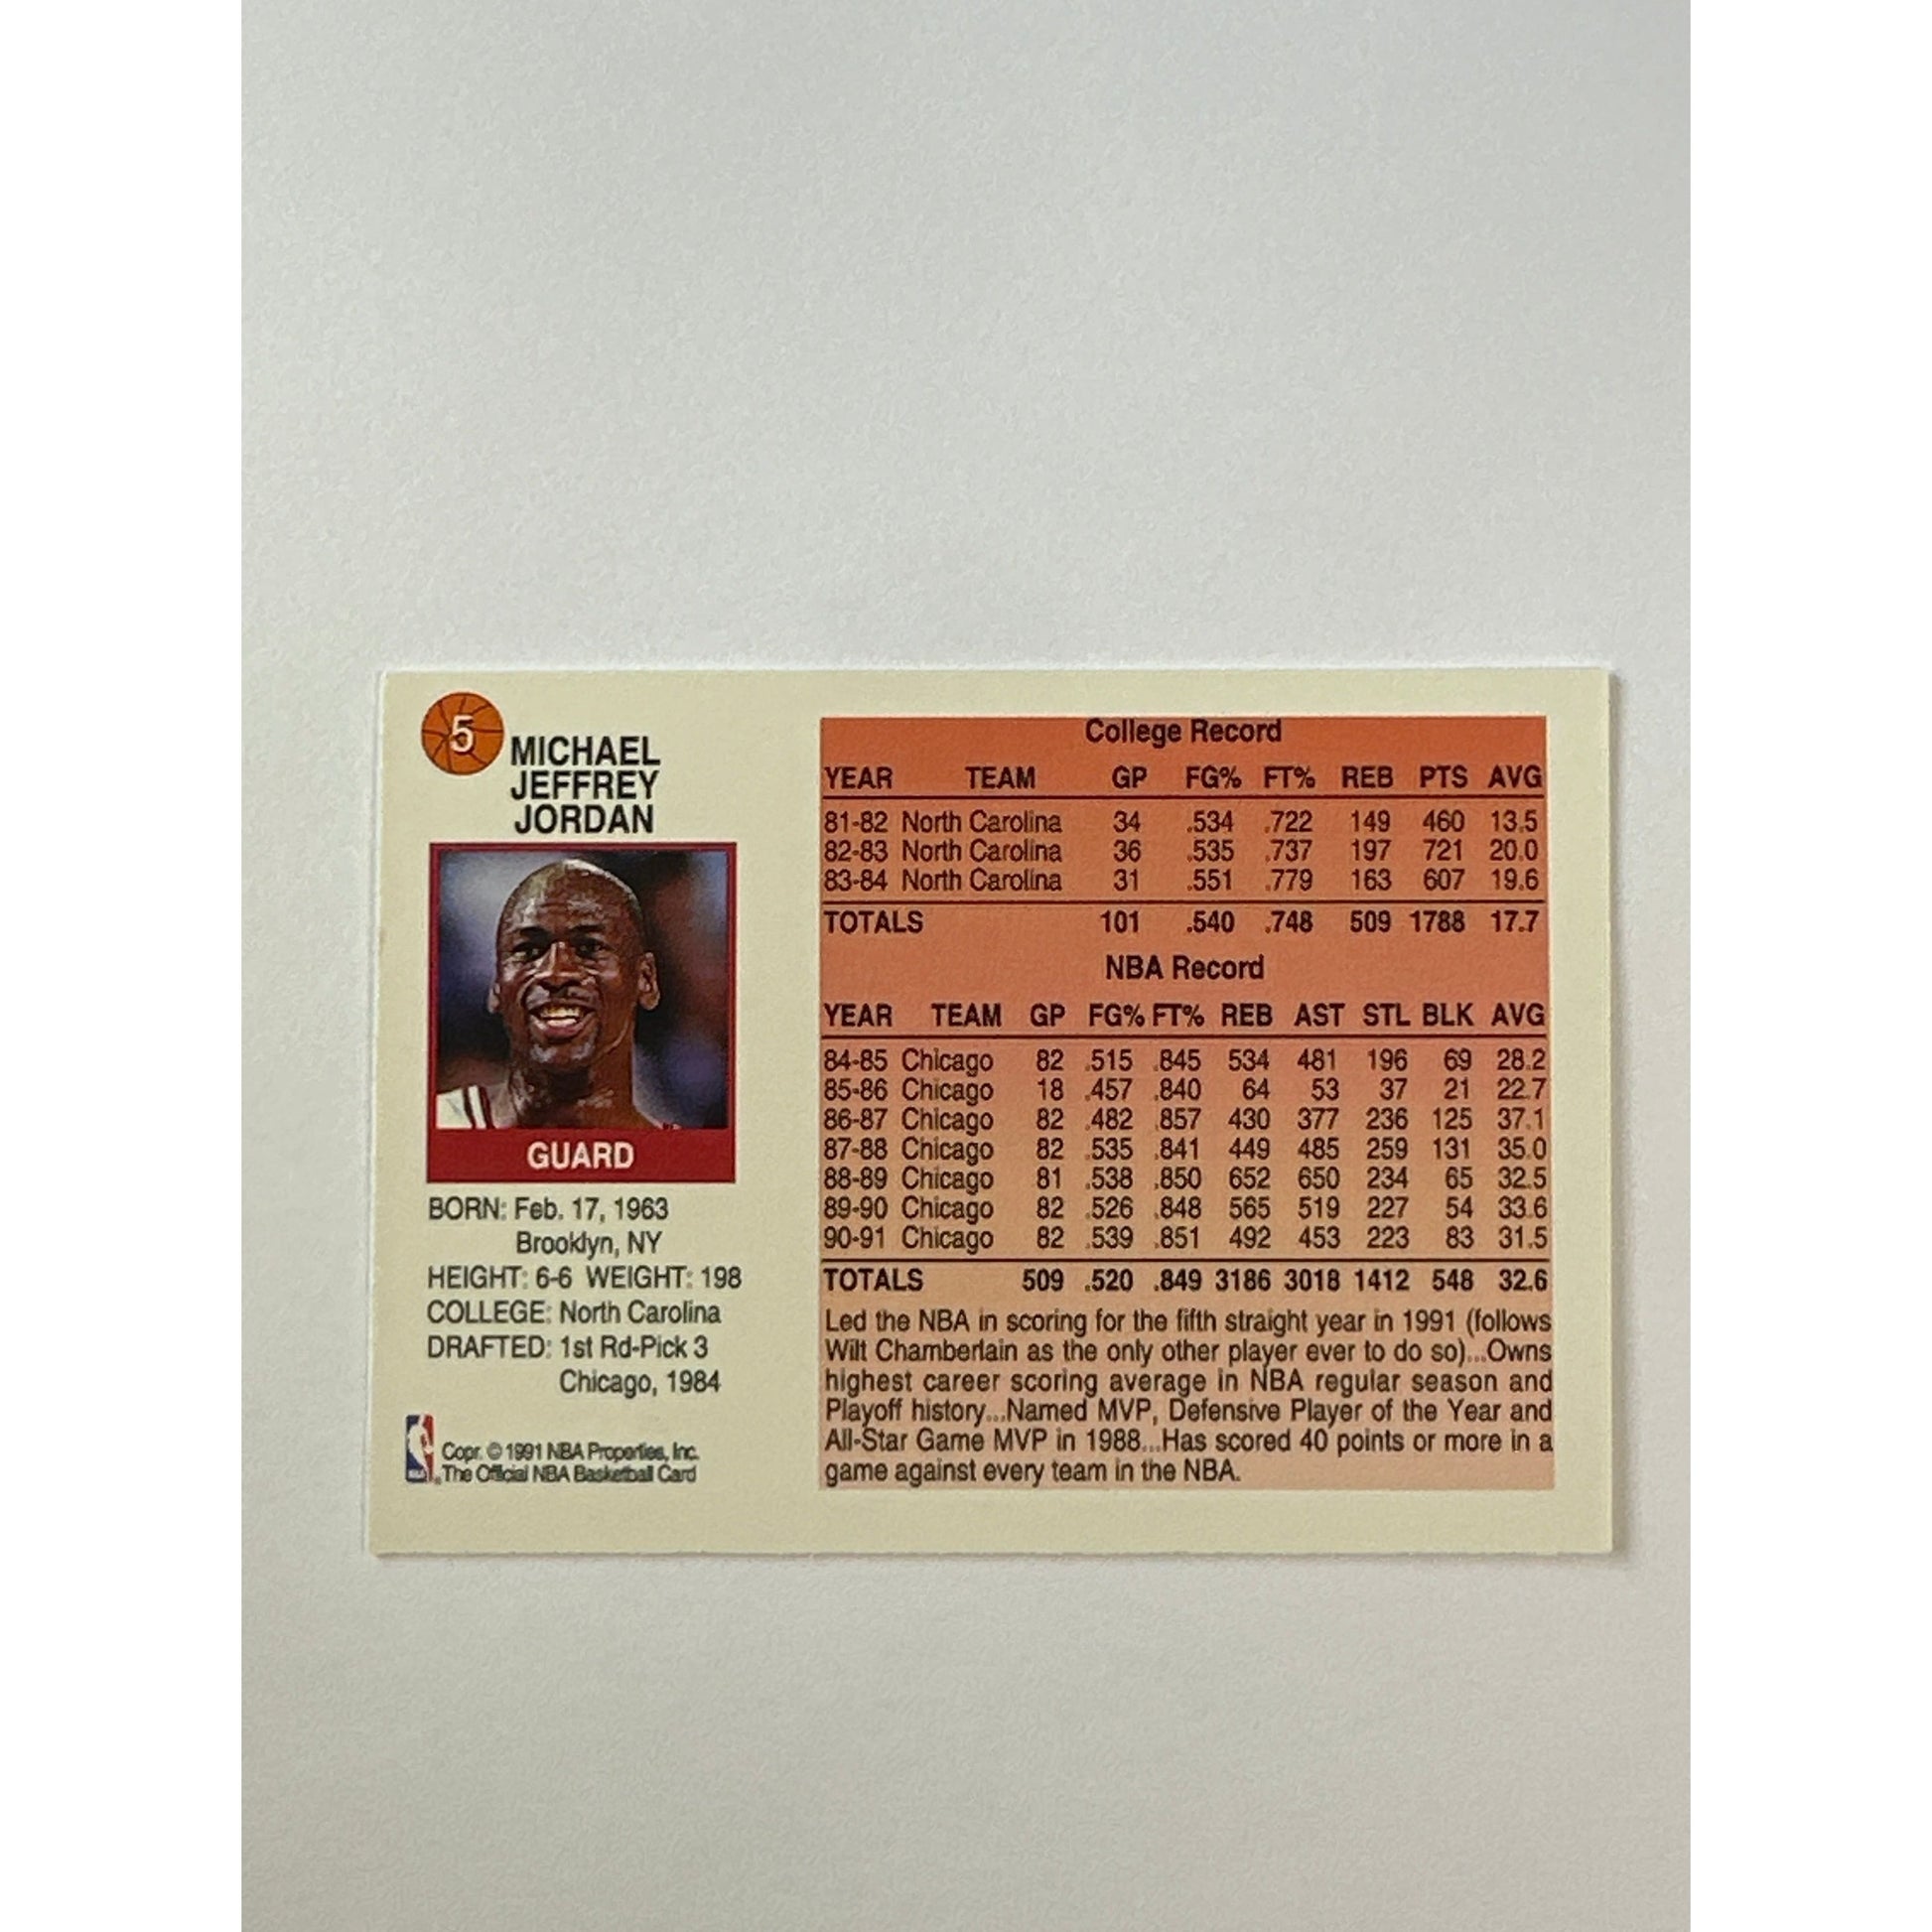 5
MICHAEL
JEFFREY
JORDAN
GUARD
BORN: Feb. 17, 1963
Brooklyn, NY
HEIGHT: 6-6 WEIGHT: 198
COLLEGE: North Carolina
DRAFTED: 1st Rd-Pick 3
Chicago, 1984
Copr. © 1991 NBA Properties, Inc.
The Official NBA Basketball Card
College Record
YEAR TEAM GP FG% FT% REB PTS AVG
81-82 North Carolina 34 .534 .722 149 460 13.5
82-83 North Carolina 36 .535 .737 197 721 20.0
83-84 North Carolina 31 .551 .779 163 607 19.6
TOTALS 101 .540 .748 509 1788 17.7
NBA Record
YEAR TEAM GP FG% FT% REB AST STL BLK AVG
84-85 Chicago 82 .515 .845 534 481 196 69 28.2
85-86 Chicago 18 .457 .840 64 53 37 21 22.7
86-87 Chicago 82 .482 .857 430 377 236 125 37.1
87-88 Chicago 82 .535 .841 449 485 259 131 35.0
88-89 Chicago 81 .538 .850 652 650 234 65 32.5
89-90 Chicago 82 .526 .848 565 519 227 54 33.6
90-91 Chicago 82 .539 .851 492 453 223 83 31.5
TOTALS 509 .520 .849 3186 3018 1412 548 32.6
Led the NBA in scoring for the fifth straight year in 1991 (follows
Wilt Chamberlain as the only other player ever to do so)...Owns
highest career scoring average in NBA regular season and
Playoff history...Named MVP, Defensive Player of the Year and
All-Star Game MVP in 1988...Has scored 40 points or more in a
game against every team in the NBA.